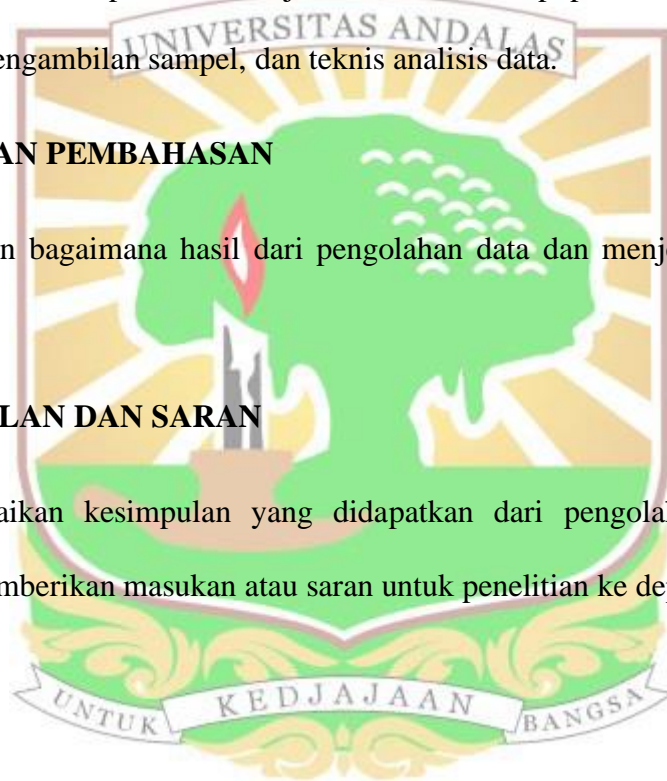 UNIVERSITAS ANDALAS
engambilan sampel, dan teknis analisis data.
AN PEMBAHASAN
n bagaimana hasil dari pengolahan data dan menj
LAN DAN SARAN
aikan kesimpulan yang didapatkan dari pengola
mberikan masukan atau saran untuk penelitian ke dep
UNTUK KEDJAJAAN BANGSA